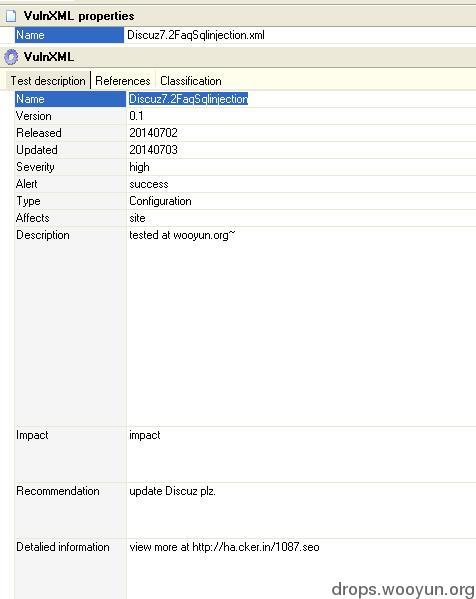 VulnXML properties
Name Discuz7.2FaqSqlinjection.xml
VulnXML
Test description References Classification
Name Discuz7.2FaqSqlinjection
Version 0.1
Released 20140702
Updated 20140703
Severity high
Alert success
Type Configuration
Affects site
Description tested at wooyun.org~
Impact impact
Recommendation update Discuz plz.
Detalied information view more at http://ha.cker.in/1087.seo
drops.wooyun.org